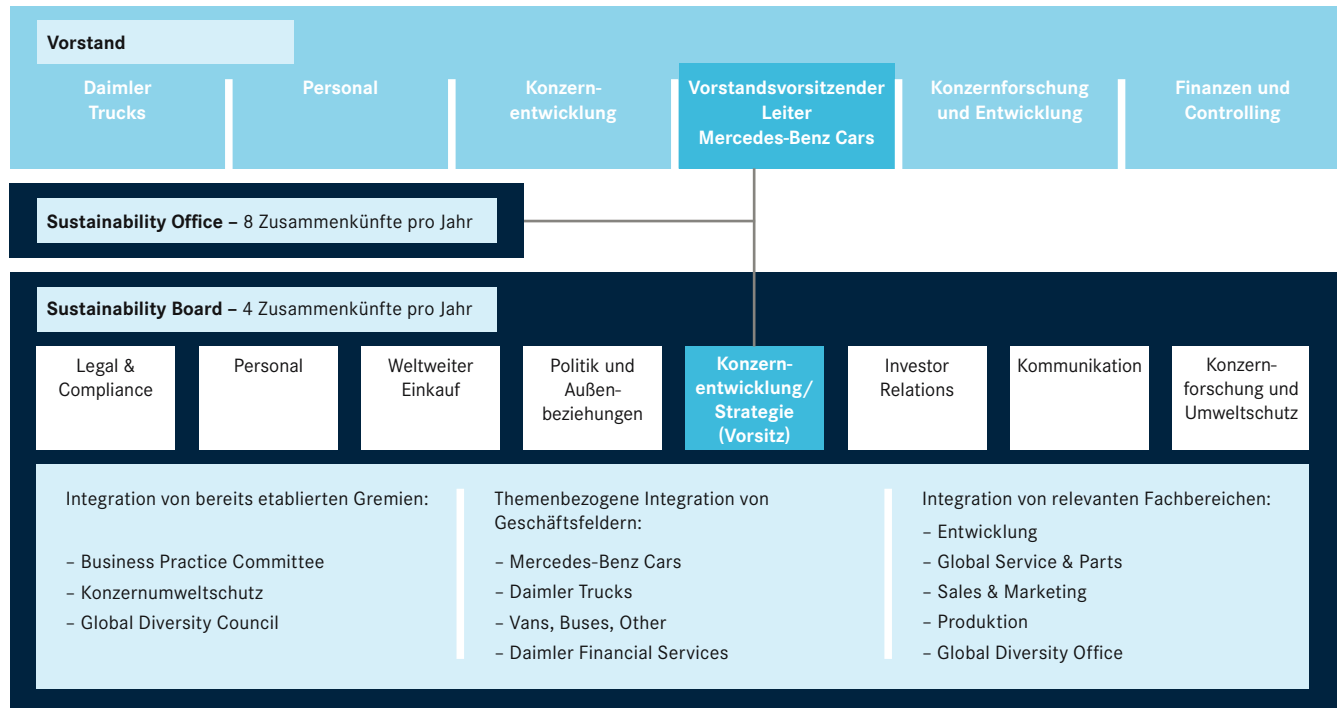 Vorstand
Daimler
Trucks
Personal
Konzern-
entwicklung
Vorstandsvorsitzender
Leiter
Mercedes-Benz Cars
Konzernforschung
und Entwicklung
Finanzen und
Controlling
Sustainability Office – 8 Zusammenkünfte pro Jahr
Sustainability Board – 4 Zusammenkünfte pro Jahr
Legal &
Compliance
Personal
Weltweiter
Einkauf
Politik und
Außen-
beziehungen
Konzern-
entwicklung/
Strategie
(Vorsitz)
Investor
Relations
Kommunikation
Konzern-
forschung und
Umweltschutz
Integration von bereits etablierten Gremien:
– Business Practice Committee
– Konzernumweltschutz
– Global Diversity Council
Themenbezogene Integration von
Geschäftsfeldern:
– Mercedes-Benz Cars
– Daimler Trucks
– Vans, Buses, Other
– Daimler Financial Services
Integration von relevanten Fachbereichen:
– Entwicklung
– Global Service & Parts
– Sales & Marketing
– Produktion
– Global Diversity Office